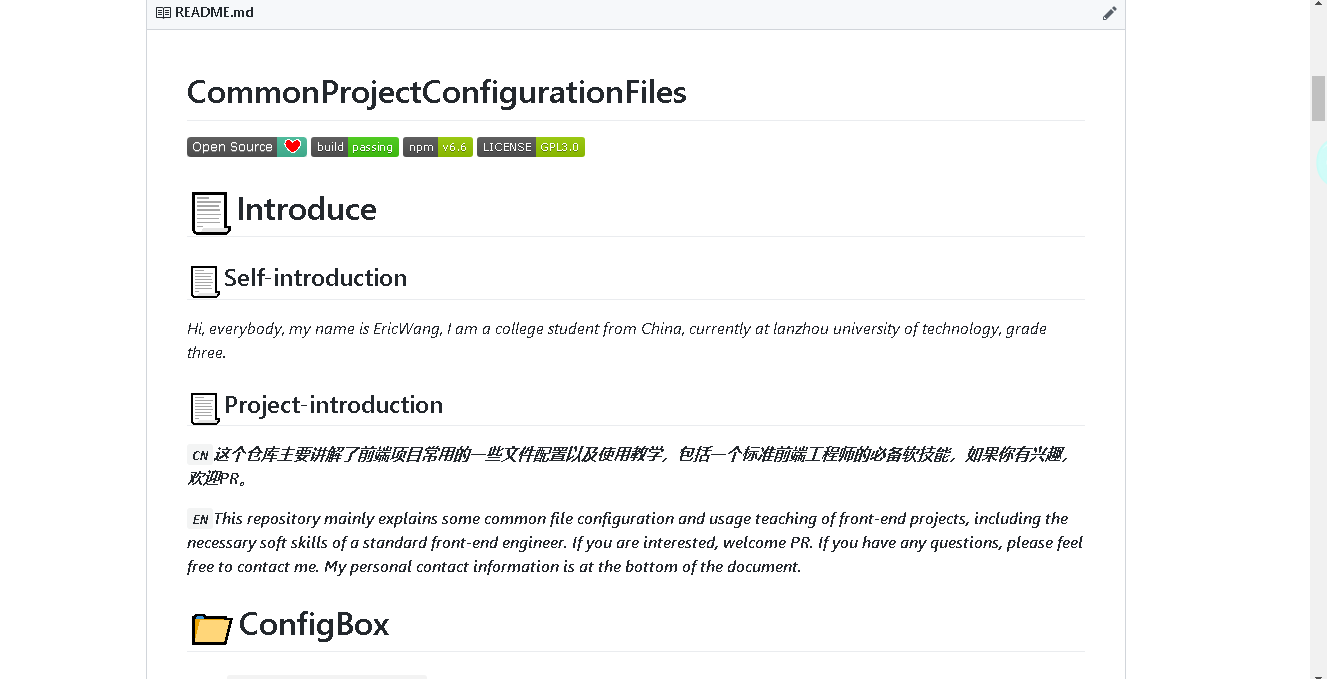 README.md
CommonProjectConfigurationFiles
Open Source build passing npm v6.6 LICENSE GPL3.0
Introduce
Self-introduction
Hi, everybody, my name is EricWang, I am a college student from China, currently at lanzhou university of technology, grade
three.
Project-introduction
CN 这个仓库主要讲解了前端项目常用的一些文件配置以及使用教学，包括一个标准前端工程师的必备软技能，如果你有兴趣，
欢迎PR。
EN This repository mainly explains some common file configuration and usage teaching of front-end projects, including the
necessary soft skills of a standard front-end engineer. If you are interested, welcome PR. If you have any questions, please feel
free to contact me. My personal contact information is at the bottom of the document.
ConfigBox